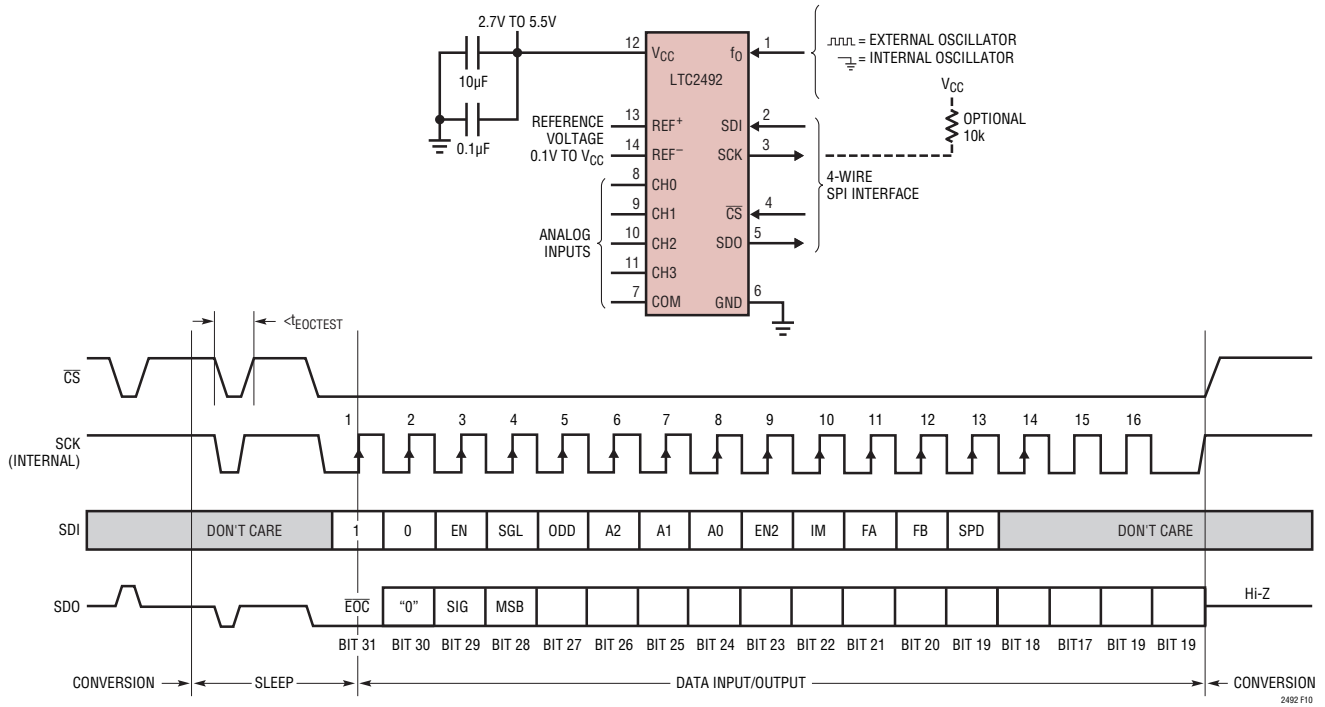 2.7V TO 5.5V
10µF
0.1µF
REFERENCE
VOLTAGE
0.1V TO VCC
ANALOG
INPUTS
12
VCC
13
REF+
14
REF−
8
CH0
9
CH1
10
CH2
11
CH3
7
COM
LTC2492
fO
1
SDI
2
SCK
3
CS
4
SDO
5
GND
6
= EXTERNAL OSCILLATOR
= INTERNAL OSCILLATOR
VCC
OPTIONAL
10k
4-WIRE
SPI INTERFACE
<tEOCTEST
CS
1 2 3 4 5 6 7 8 9 10 11 12 13 14 15 16
SCK
(INTERNAL)
SDI DON'T CARE 1 0 EN SGL ODD A2 A1 A0 EN2 IM FA FB SPD DON'T CARE
SDO EOC “0” SIG MSB Hi-Z
BIT 31 BIT 30 BIT 29 BIT 28 BIT 27 BIT 26 BIT 25 BIT 24 BIT 23 BIT 22 BIT 21 BIT 20 BIT 19 BIT 18 BIT17 BIT 19 BIT 19
CONVERSION SLEEP DATA INPUT/OUTPUT CONVERSION
2492 F10